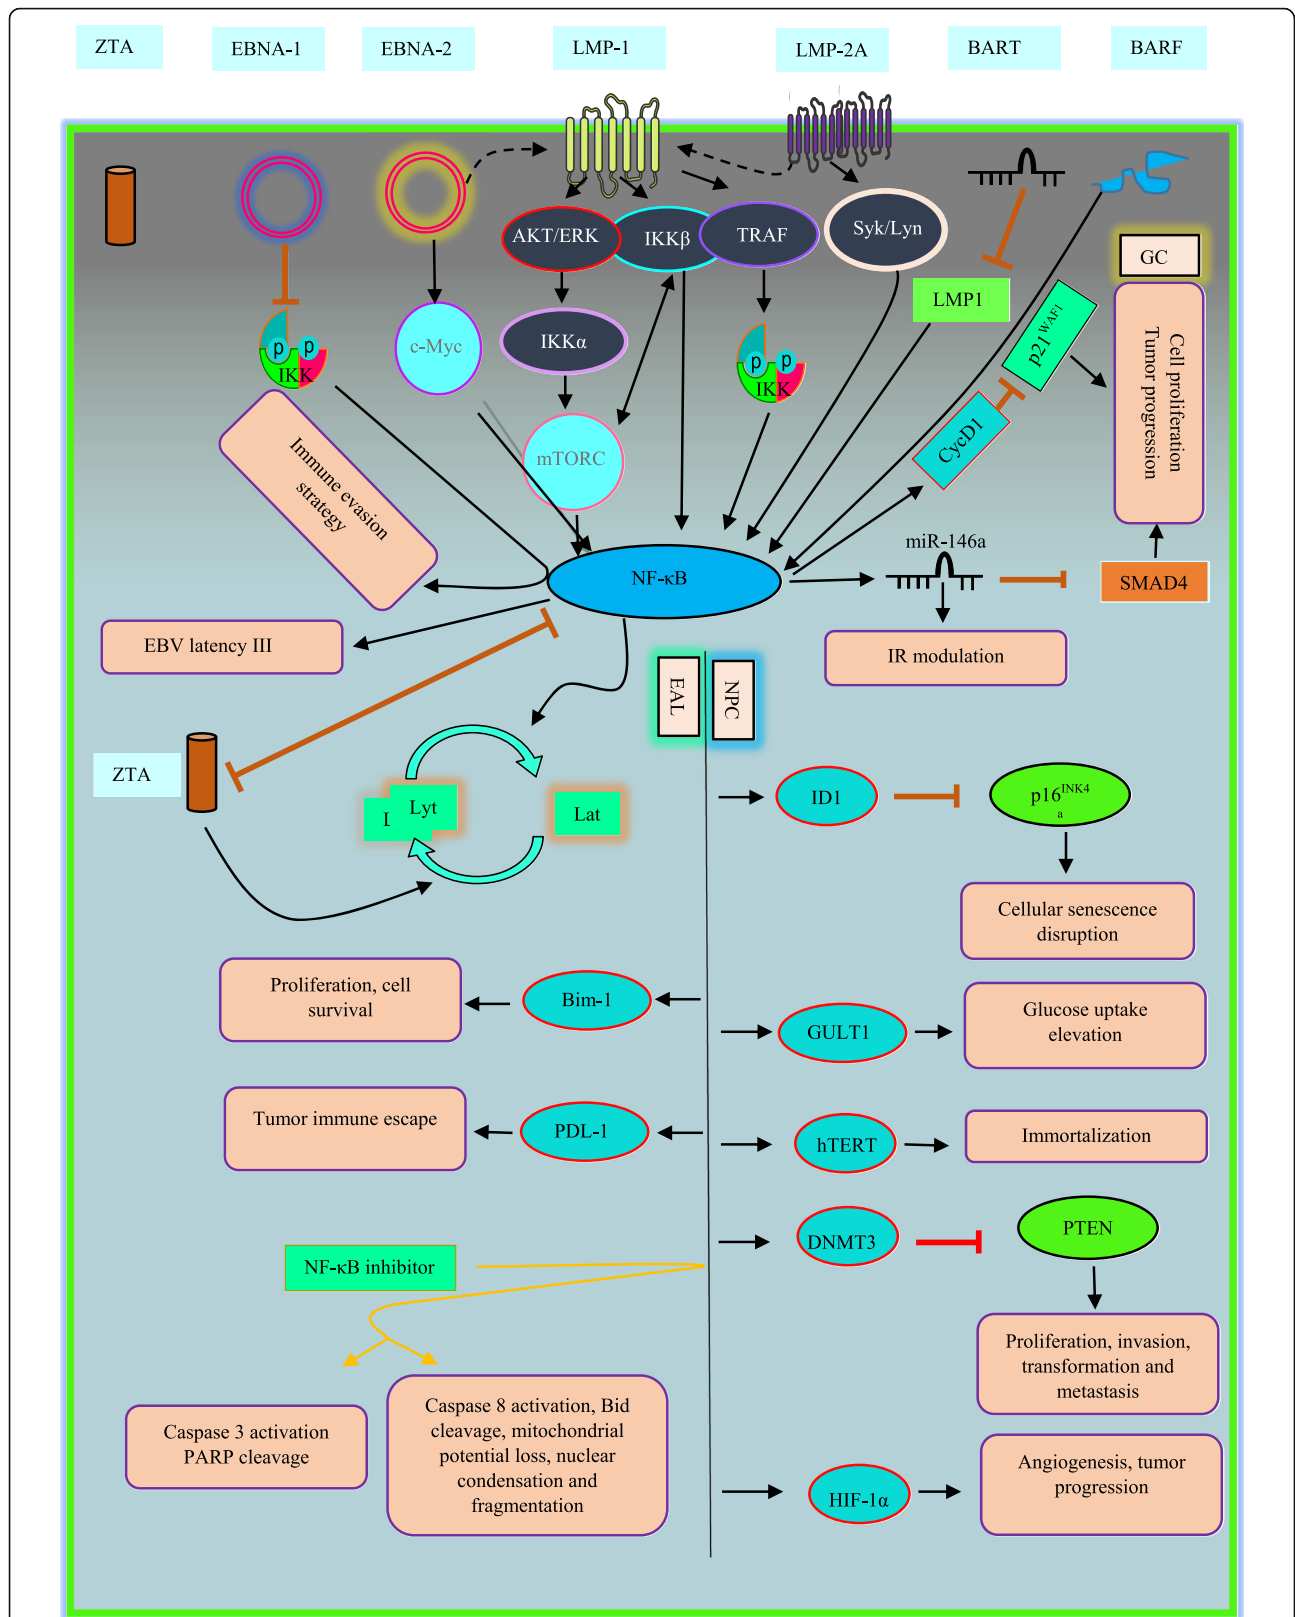 ZTA
EBNA-1
EBNA-2
LMP-1
LMP-2A
BART
BARF
AKT/ERK
IKKβ
TRAF
Syk/Lyn
GC
LMP1
p21 WAF1
Cell proliferation
Tumor progression
p
p
IKK
c-Myc
IKKα
p
p
IKK
CycD1
Immune evasion
strategy
mTORC
miR-146a
NF-κB
SMAD4
EBV latency III
IR modulation
EAL
NPC
ZTA
Lyt
L
Lat
ID1
p16 INK4
a
Cellular senescence
disruption
Proliferation, cell
survival
Bim-1
GULT1
Glucose uptake
elevation
Tumor immune escape
PDL-1
hTERT
Immortalization
DNMT3
PTEN
NF-κB inhibitor
Proliferation, invasion,
transformation and
metastasis
Caspase 3 activation
PARP cleavage
Caspase 8 activation, Bid
cleavage, mitochondrial
potential loss, nuclear
condensation and
fragmentation
HIF-1α
Angiogenesis, tumor
progression